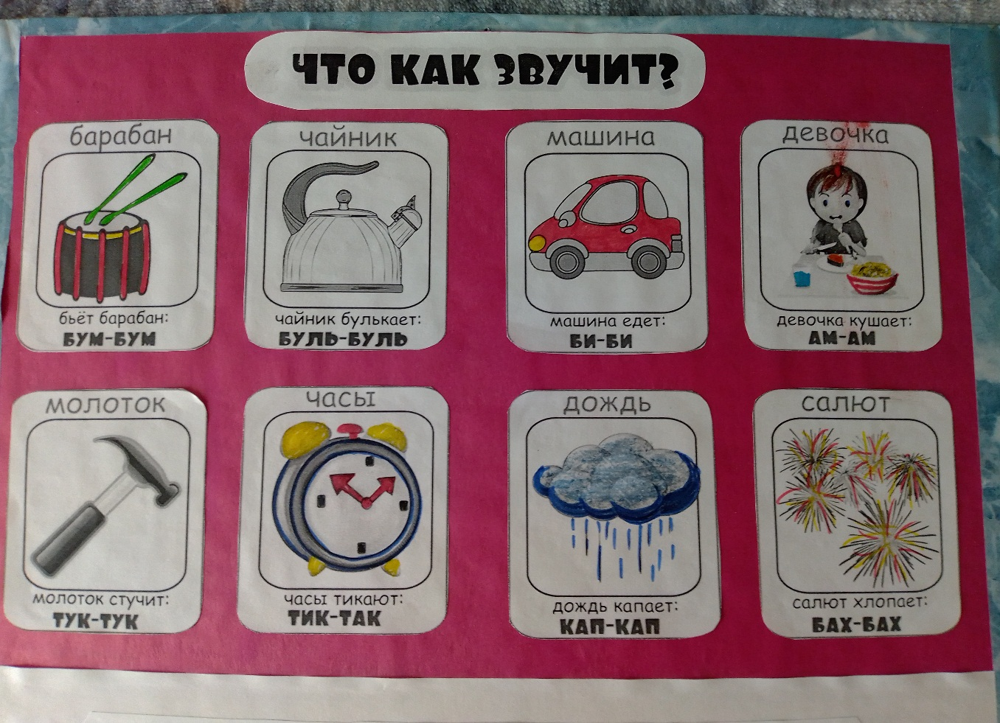 ЧТО КАК ЗВУЧИТ?
барабан
бьёт барабан:
БУМ-БУМ
чайник
чайник булькает:
БУЛЬ-БУЛЬ
машина
машина едет:
БИ-БИ
девочка
девочка кушает:
АМ-АМ
молоток
молоток стучит:
ТУК-ТУК
часы
часы тикают:
ТИК-ТАК
дождь
дождь капает:
КАП-КАП
салют
салют хлопает:
БАХ-БАХ